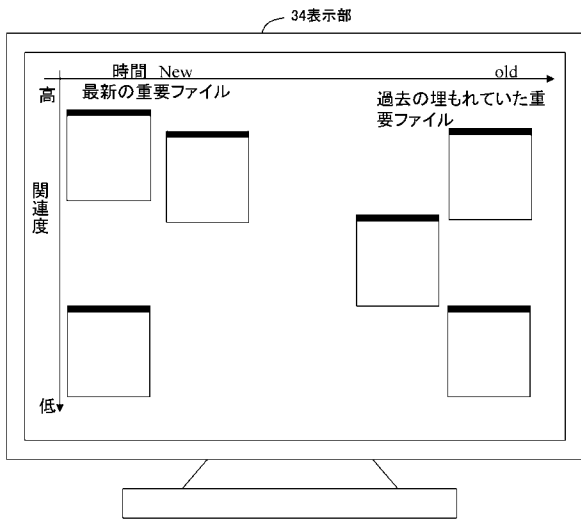 34表示部
時間 New old
高
最新の重要ファイル
過去の埋もれていた重
要ファイル
関連度
低